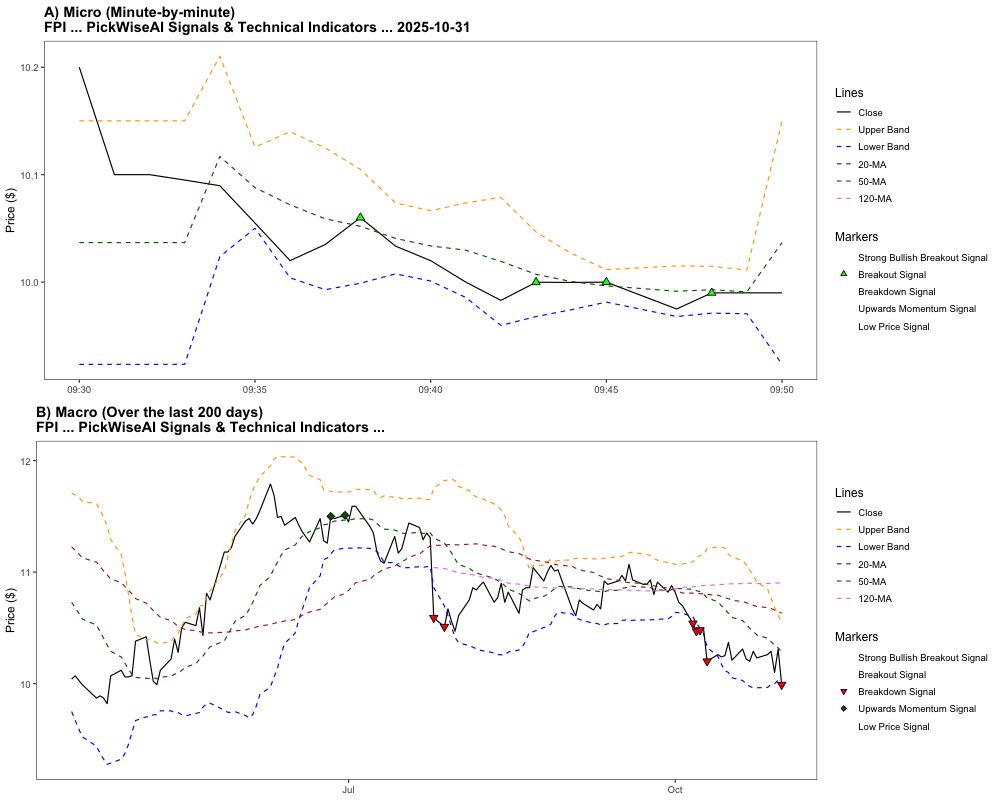 A) Micro (Minute-by-minute)
FPI ... PickWiseAI Signals & Technical Indicators ... 2025-10-31
Price ($)
10.2
10.1
10.0
09:30
09:35
09:40
09:45
09:50
Lines
Close
Upper Band
Lower Band
20-MA
50-MA
120-MA
Markers
Strong Bullish Breakout Signal
Breakout Signal
Breakdown Signal
Upwards Momentum Signal
Low Price Signal
B) Macro (Over the last 200 days)
FPI ... PickWiseAI Signals & Technical Indicators ...
Price ($)
12
11
10
Jul
Oct
Lines
Close
Upper Band
Lower Band
20-MA
50-MA
120-MA
Markers
Strong Bullish Breakout Signal
Breakout Signal
Breakdown Signal
Upwards Momentum Signal
Low Price Signal